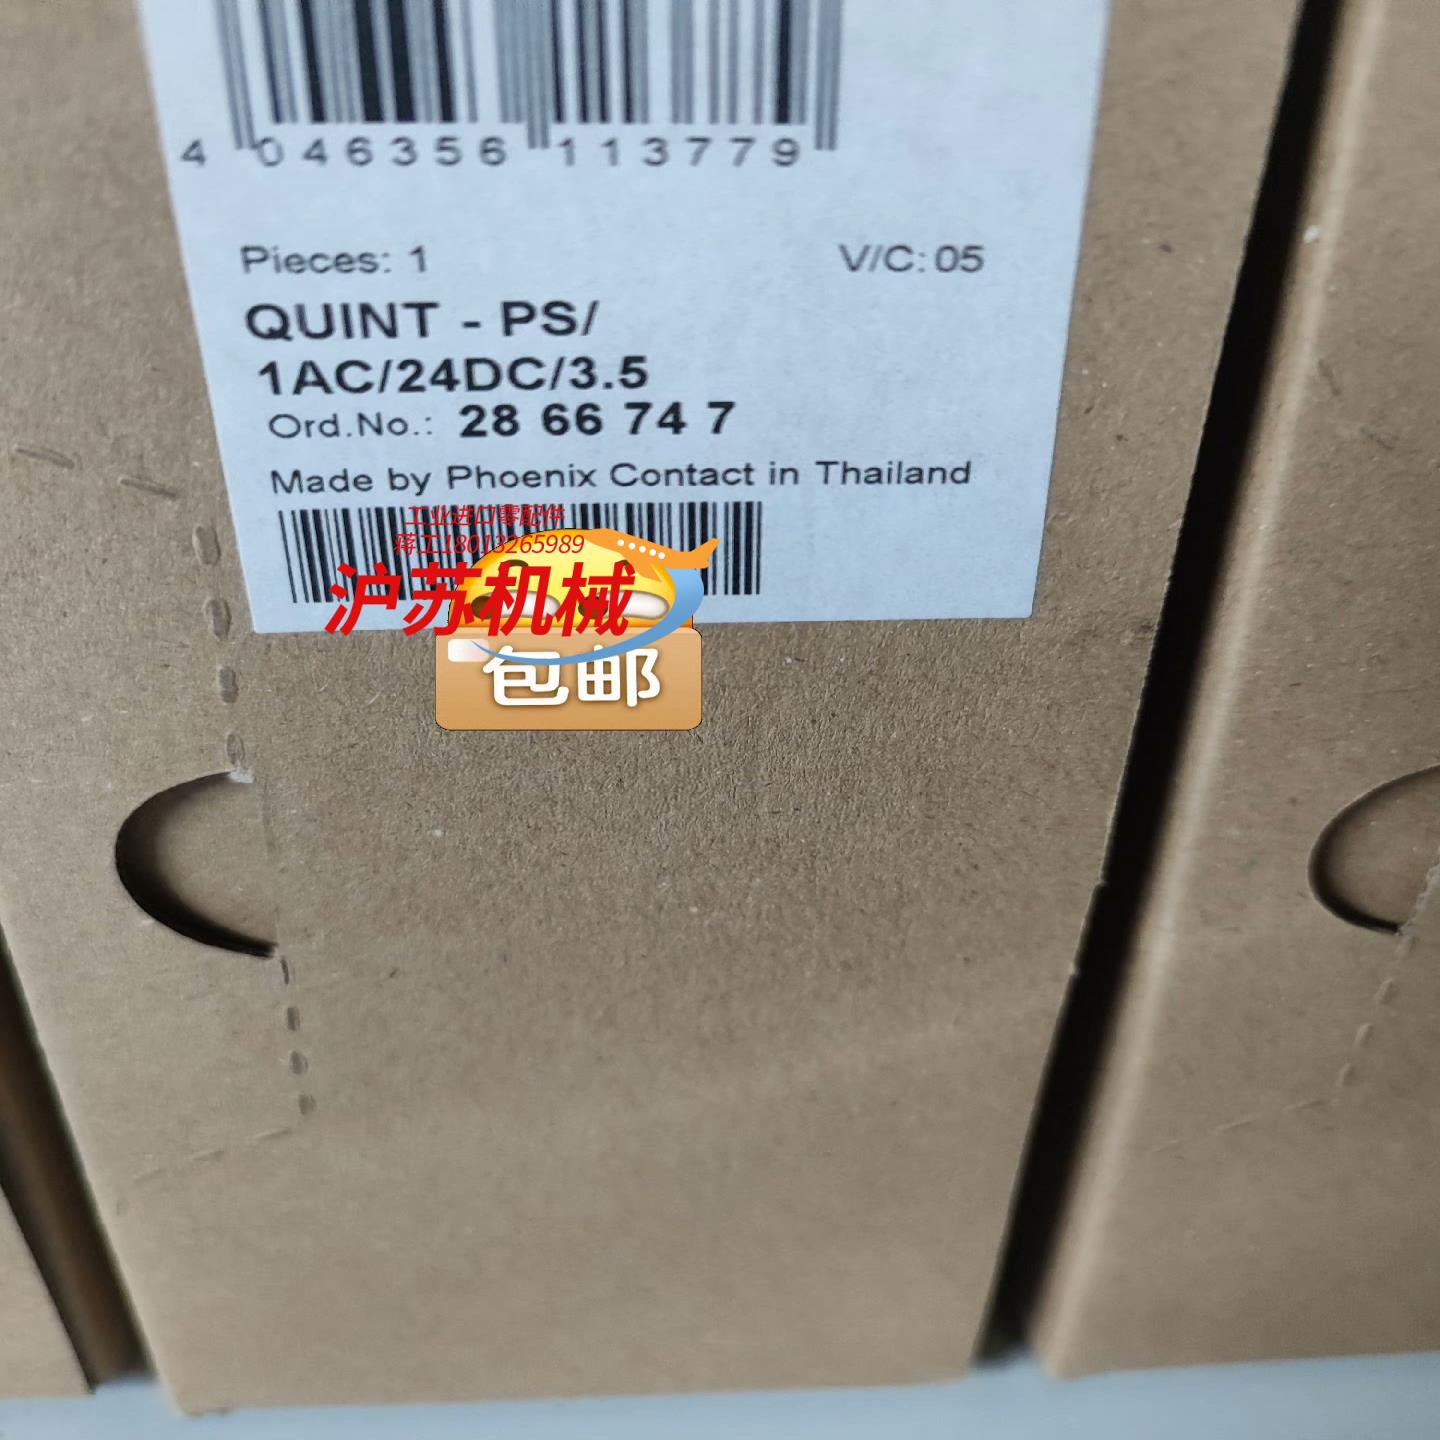 4 046356 113779
Pieces: 1
V/C: 05
QUINT - PS/
1AC/24DC/3.5
Ord.No.: 28 66 74 7
Made by Phoenix Contact in Thailand
工业进口零配件
蒋工18013265989
沪苏机械
包邮